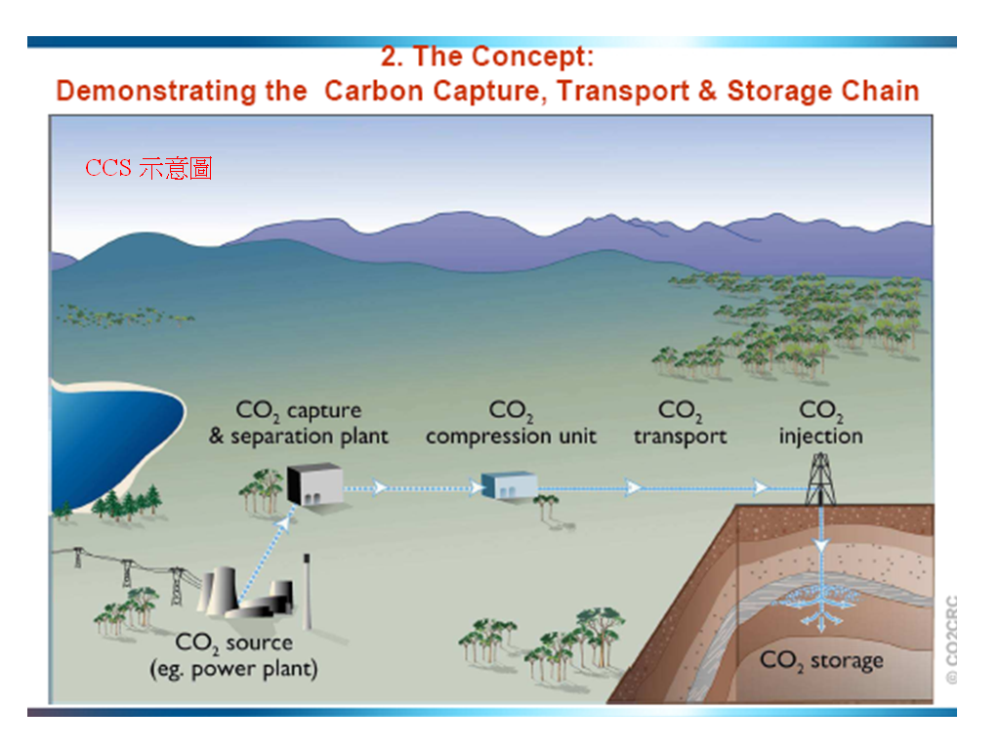 2. The Concept:
Demonstrating the Carbon Capture, Transport & Storage Chain
CCS 示意圖
CO₂ capture
& separation plant
CO₂
compression unit
CO₂
transport
CO₂
injection
CO₂ source
(eg. power plant)
CO₂ storage
© CO2CRC